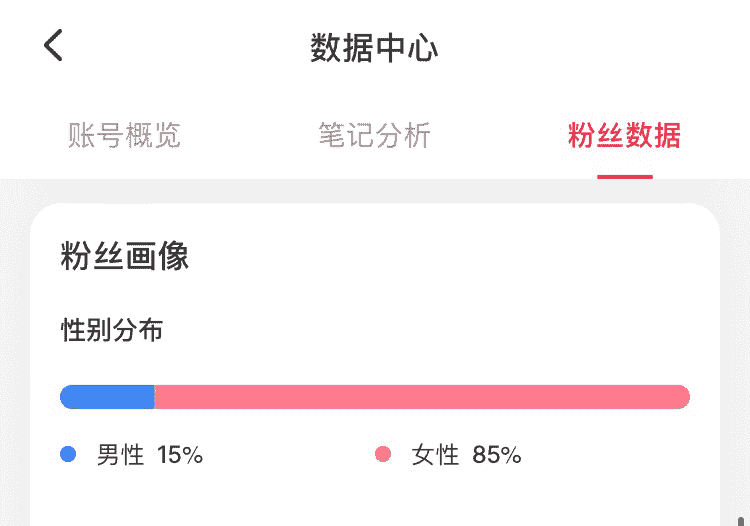 数据中心
账号概览 笔记分析 粉丝数据
粉丝画像
性别分布
男性 15% 女性 85%